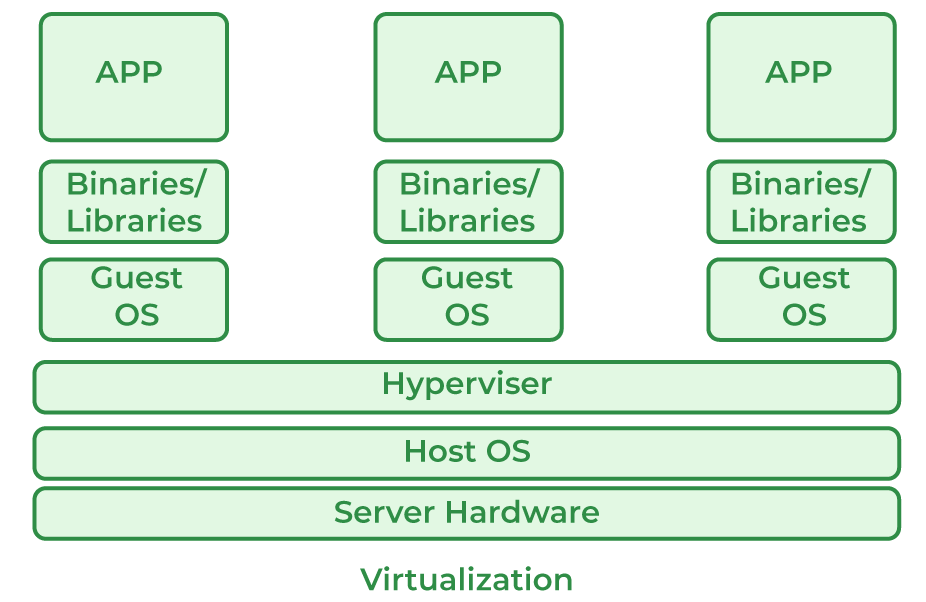 APP
APP
APP
Binaries/
Libraries
Binaries/
Libraries
Binaries/
Libraries
Guest
OS
Guest
OS
Guest
OS
Hyperviser
Host OS
Server Hardware
Virtualization